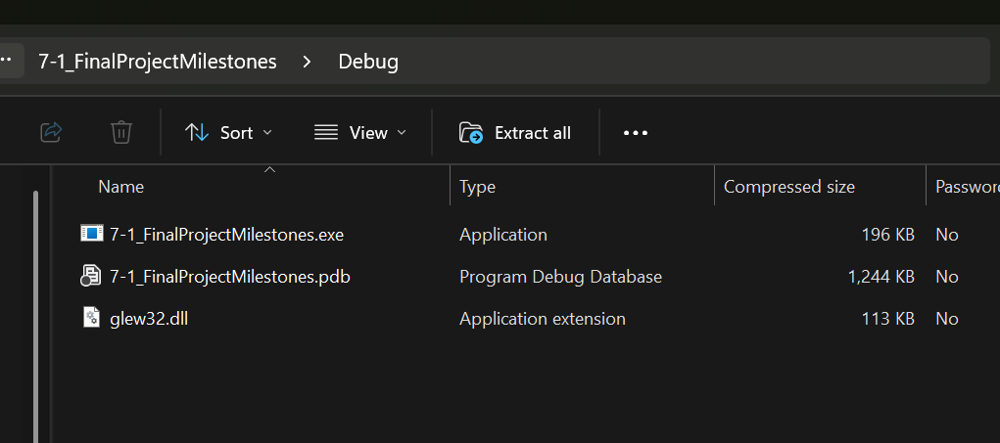 7-1_FinalProjectMilestones > Debug
Sort View Extract all
Name Type Compressed size
7-1_FinalProjectMilestones.exe Application 196 KB No
7-1_FinalProjectMilestones.pdb Program Debug Database 1,244 KB No
glew32.dll Application extension 113 KB No